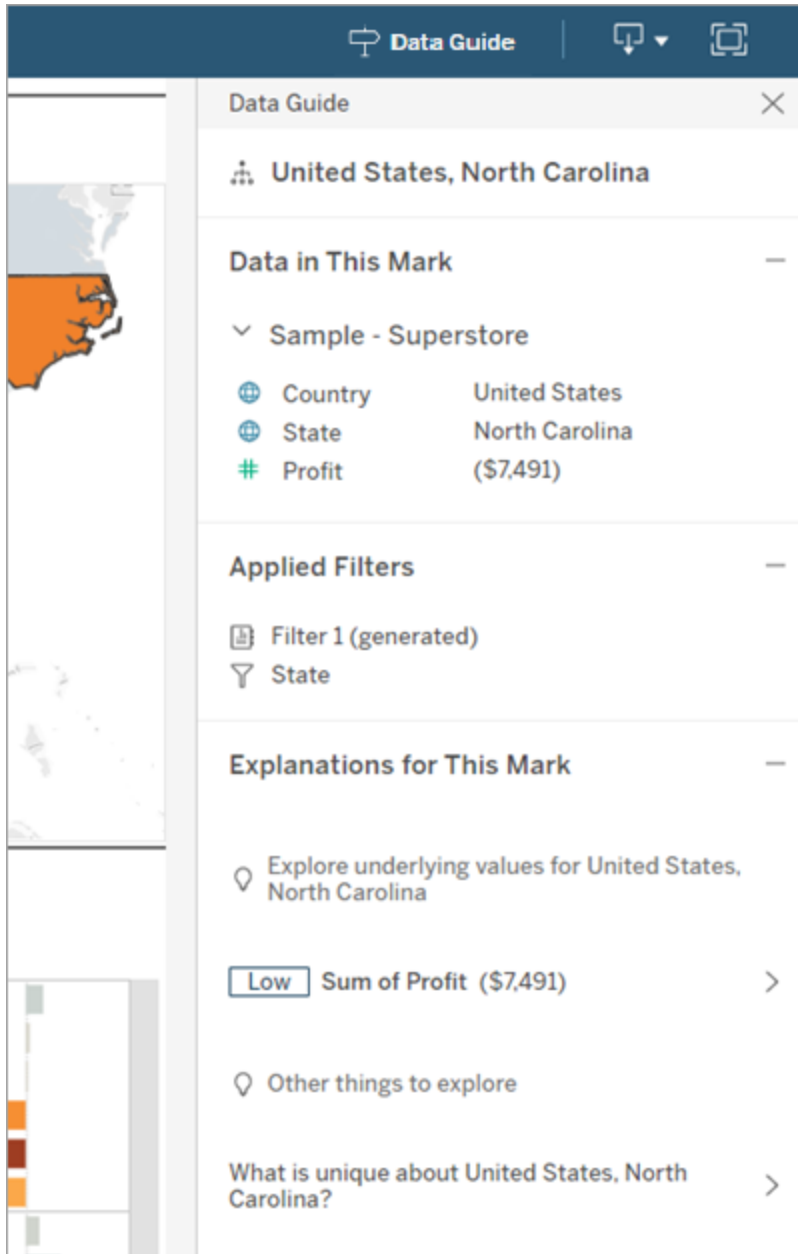 Data Guide
Data Guide
United States, North Carolina
Data in This Mark
Sample - Superstore
Country United States
State North Carolina
Profit ($7,491)
Applied Filters
Filter 1 (generated)
State
Explanations for This Mark
Explore underlying values for United States,
North Carolina
Low Sum of Profit ($7,491)
Other things to explore
What is unique about United States, North
Carolina?